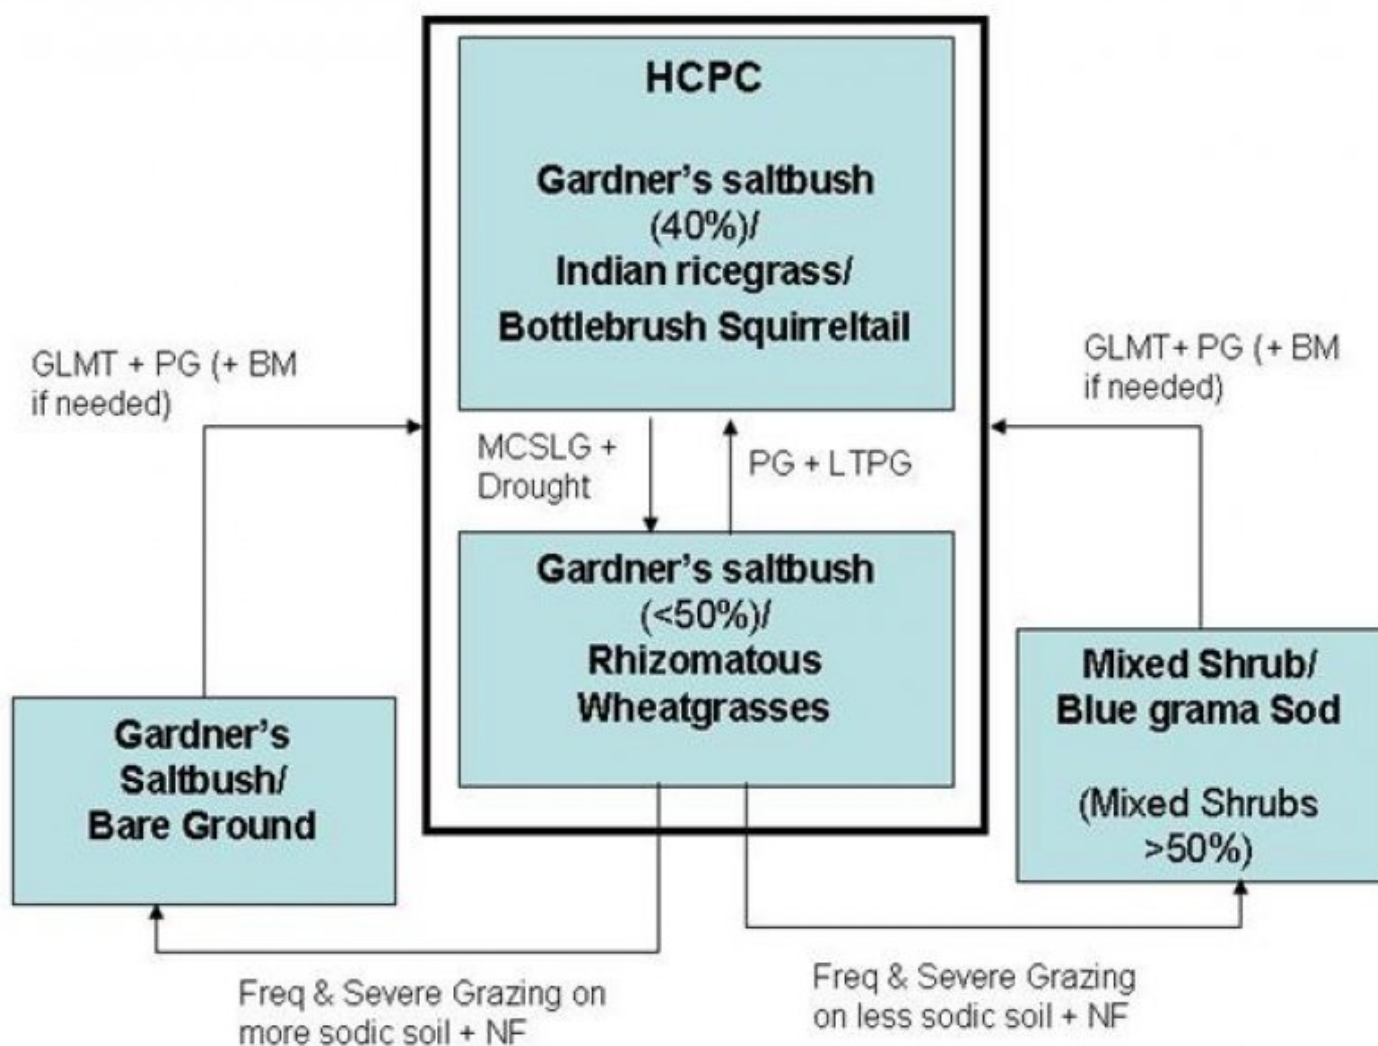 HCPC
Gardner's saltbush
(40%)/
Indian ricegrass/
Bottlebrush Squirreltail
GLMT + PG (+ BM
if needed)
GLMT+ PG (+ BM
if needed)
MCSLG +
Drought
PG + LTPG
Gardner's saltbush
(<50%)/
Rhizomatous
Wheatgrasses
Gardner's
Saltbush/
Bare Ground
Mixed Shrub/
Blue grama Sod
(Mixed Shrubs
>50%)
Freq & Severe Grazing on
more sodic soil + NF
Freq & Severe Grazing
on less sodic soil + NF